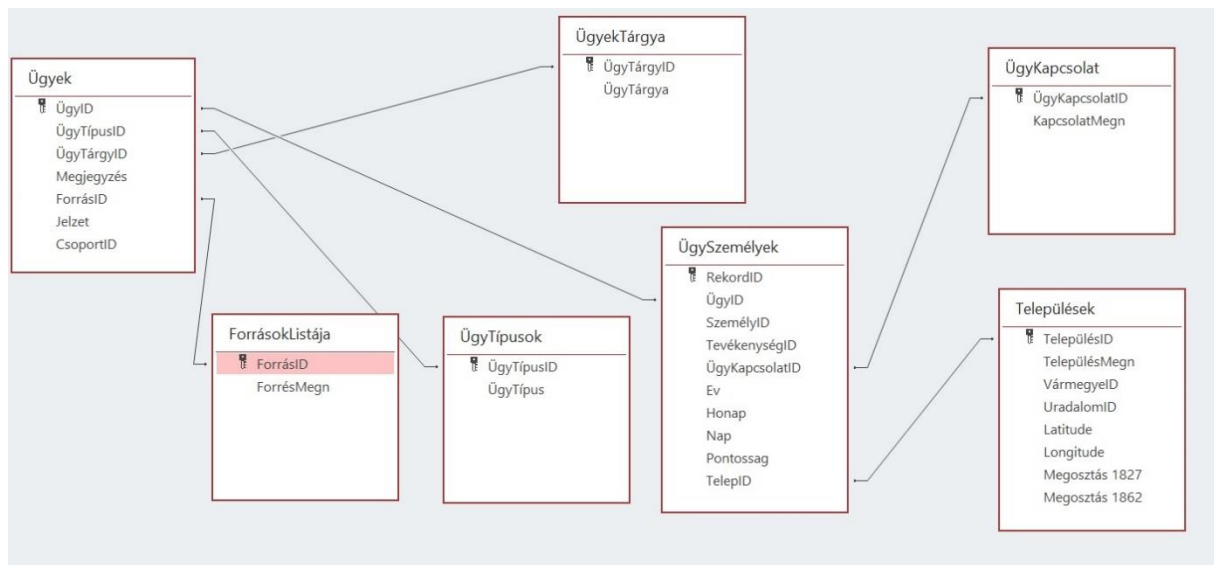 Ügyek
ÜgyID
ÜgyTípusID
ÜgyTárgyID
Megjegyzés
ForrásID
Jelzet
CsoportID
ÜgyekTárgya
ÜgyTárgyID
ÜgyTárgya
ÜgyKapcsolat
ÜgyKapcsolatID
KapcsolatMegn
ForrásokListája
ForrásID
ForrésMegn
ÜgyTípusok
ÜgyTípusID
ÜgyTípus
ÜgySzemélyek
RekordID
ÜgyID
SzemélyID
TevékenységID
ÜgyKapcsolatID
Ev
Honap
Nap
Pontossag
TelepID
Települések
TelepülésID
TelepülésMegn
VármegyeID
UradalomID
Latitude
Longitude
Megosztás 1827
Megosztás 1862